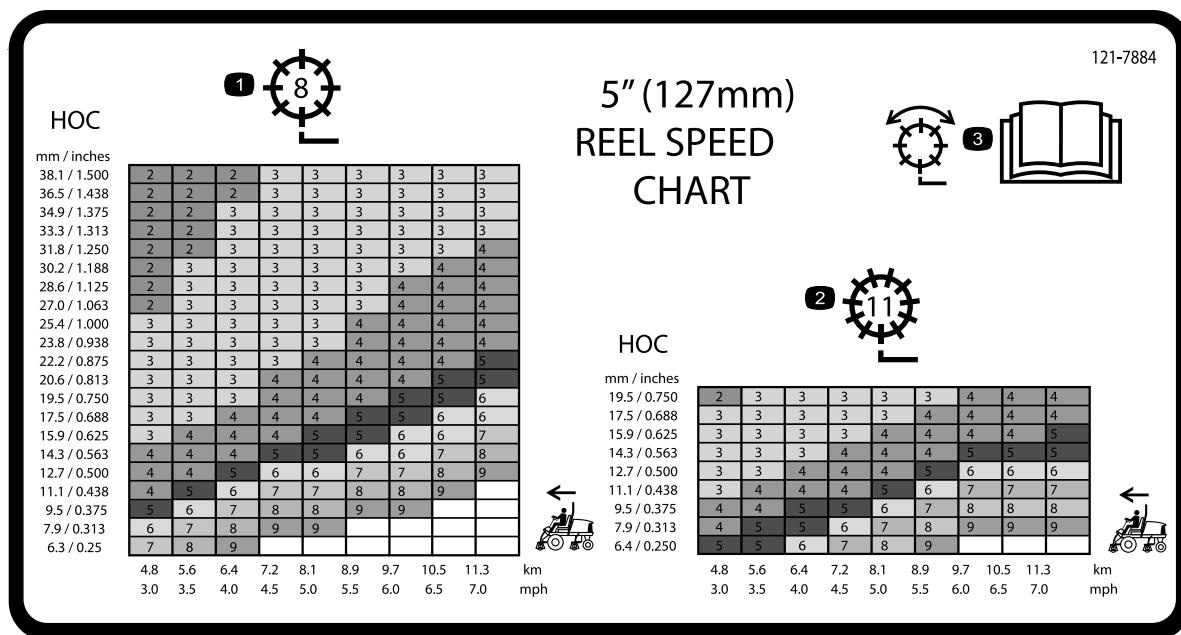 121-7884
5” (127mm)
REEL SPEED
CHART
1
8
3
HOC
mm / inches
38.1 / 1.500 2 2 2 3 3 3 3 3 3
36.5 / 1.438 2 2 2 3 3 3 3 3 3
34.9 / 1.375 2 2 3 3 3 3 3 3 3
33.3 / 1.313 2 2 3 3 3 3 3 3 3
31.8 / 1.250 2 2 3 3 3 3 3 3 4
30.2 / 1.188 2 3 3 3 3 3 3 4 4
28.6 / 1.125 2 3 3 3 3 3 4 4 4
27.0 / 1.063 2 3 3 3 3 3 4 4 4
25.4 / 1.000 3 3 3 3 3 4 4 4 4
23.8 / 0.938 3 3 3 3 3 4 4 4 4
22.2 / 0.875 3 3 3 3 4 4 4 4 5
20.6 / 0.813 3 3 3 4 4 4 4 5 5
19.5 / 0.750 3 3 3 4 4 4 5 5 6
17.5 / 0.688 3 3 4 4 4 5 5 6 6
15.9 / 0.625 3 4 4 4 5 5 6 6 7
14.3 / 0.563 4 4 4 5 5 6 6 7 8
12.7 / 0.500 4 4 5 6 6 7 7 8 9
11.1 / 0.438 4 5 6 7 7 8 8 9
9.5 / 0.375 5 6 7 8 8 9 9
7.9 / 0.313 6 7 8 9 9
6.3 / 0.25 7 8 9
4.8 5.6 6.4 7.2 8.1 8.9 9.7 10.5 11.3 km
3.0 3.5 4.0 4.5 5.0 5.5 6.0 6.5 7.0 mph
2
11
HOC
mm / inches
19.5 / 0.750 2 3 3 3 3 3 4 4 4
17.5 / 0.688 3 3 3 3 3 4 4 4 4
15.9 / 0.625 3 3 3 3 4 4 4 4 5
14.3 / 0.563 3 3 3 4 4 4 5 5 5
12.7 / 0.500 3 3 4 4 4 5 6 6 6
11.1 / 0.438 3 4 4 4 5 6 7 7 7
9.5 / 0.375 4 4 5 5 6 7 8 8 8
7.9 / 0.313 4 5 5 6 7 8 9 9 9
6.4 / 0.250 5 5 6 7 8 9
4.8 5.6 6.4 7.2 8.1 8.9 9.7 10.5 11.3 km
3.0 3.5 4.0 4.5 5.0 5.5 6.0 6.5 7.0 mph